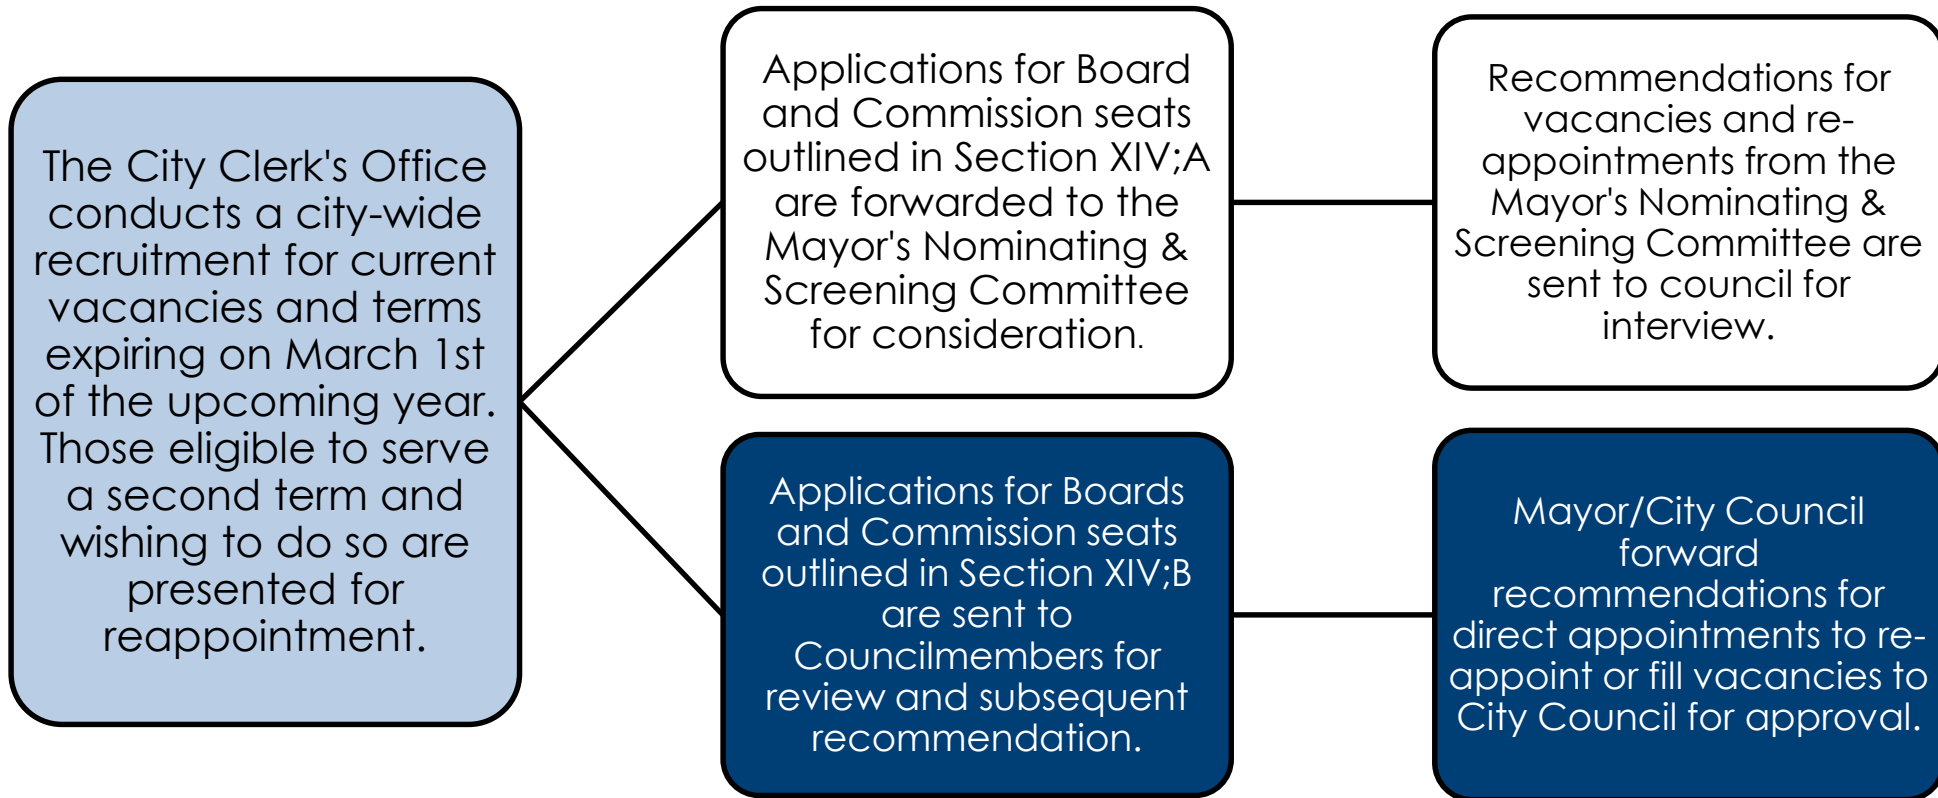 The City Clerk's Office
conducts a city-wide
recruitment for current
vacancies and terms
expiring on March 1st
of the upcoming year.
Those eligible to serve
a second term and
wishing to do so are
presented for
reappointment.
Applications for Board
and Commission seats
outlined in Section XIV;A
are forwarded to the
Mayor's Nominating &
Screening Committee
for consideration.
Recommendations for
vacancies and re-
appointments from the
Mayor's Nominating &
Screening Committee are
sent to council for
interview.
Applications for Boards
and Commission seats
outlined in Section XIV;B
are sent to
Councilmembers for
review and subsequent
recommendation.
Mayor/City Council
forward
recommendations for
direct appointments to re-
appoint or fill vacancies to
City Council for approval.